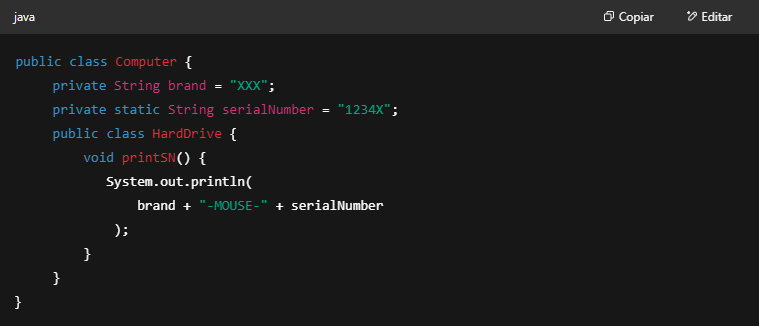 java Copiar Editar
public class Computer {
private String brand = "XXX";
private static String serialNumber = "1234X";
public class HardDrive {
void printSN() {
System.out.println(
brand + "-MOUSE-" + serialNumber
);
}
}
}